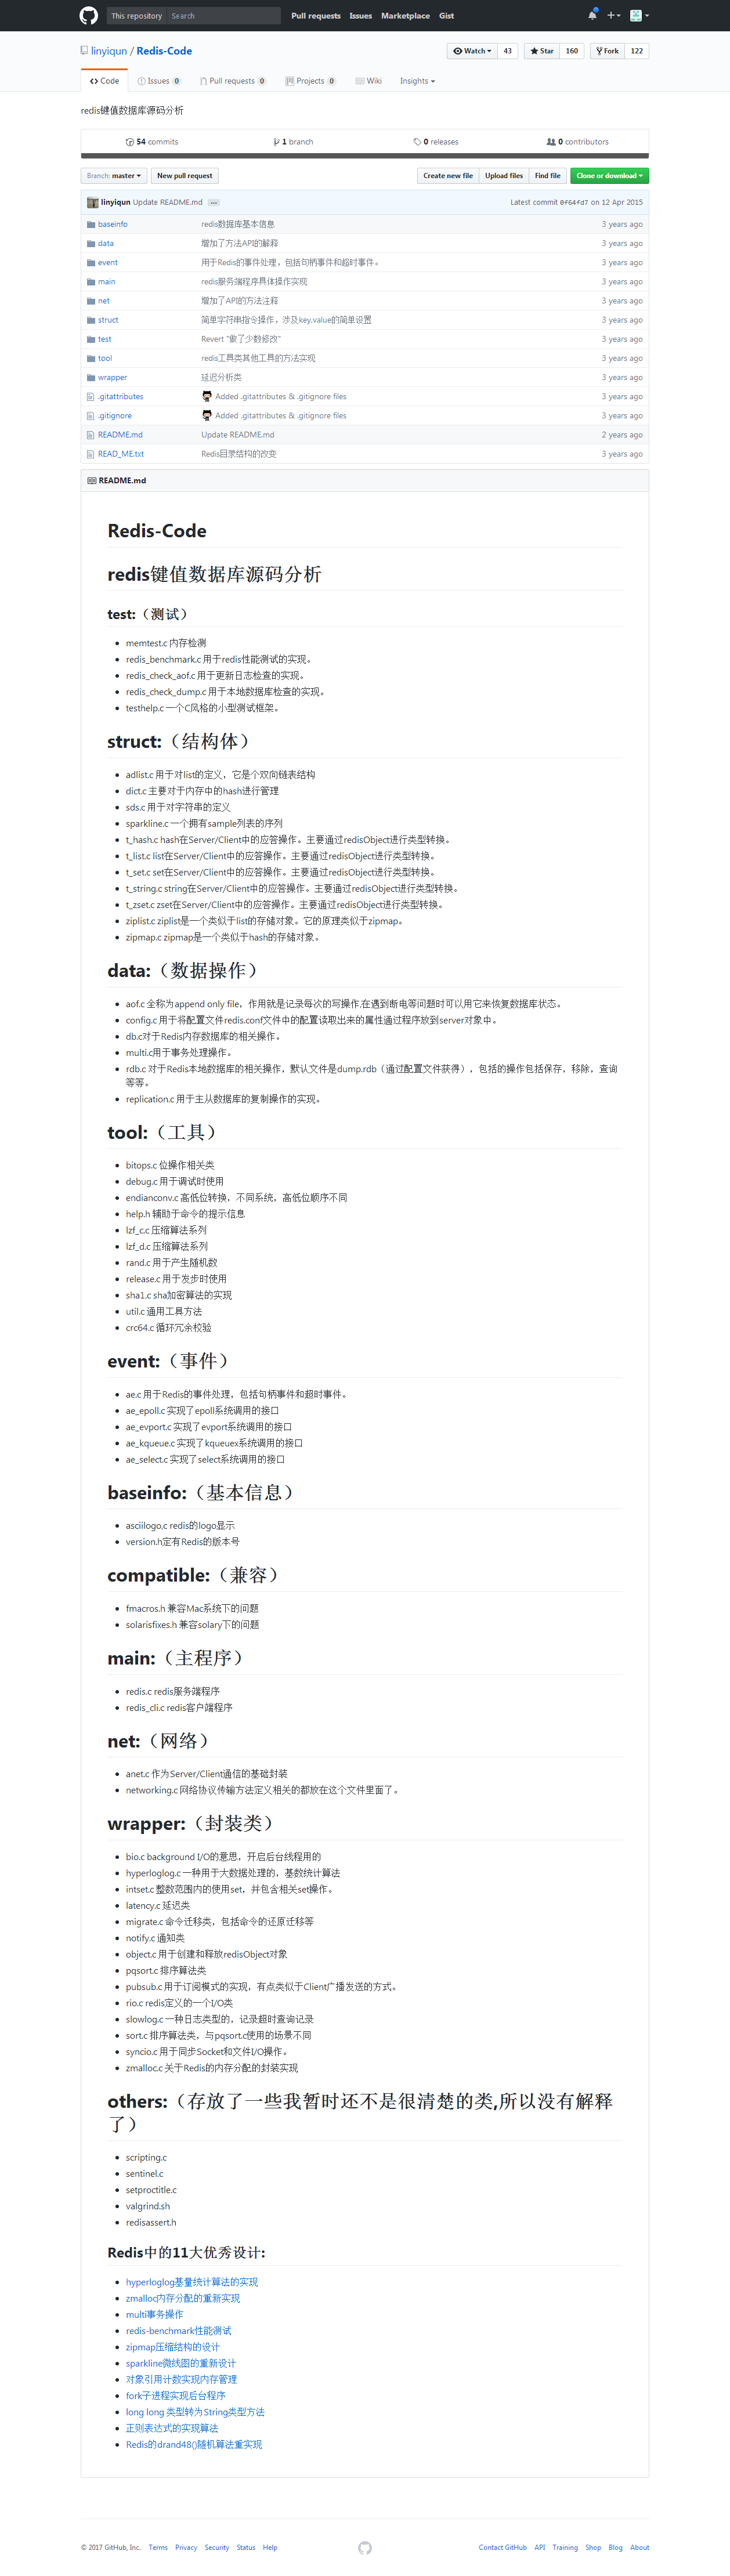 This repository Search Pull requests Issues Marketplace Gist
linyiqun / Redis-Code Watch 43 Star 160 Fork 122
Code Issues 0 Pull requests 0 Projects 0 Wiki Insights
redis键值数据库源码分析
54 commits 1 branch 0 releases 0 contributors
Branch: master New pull request Create new file Upload files Find file Clone or download
linyiqun Update README.md … Latest commit 0f64fd7 on 12 Apr 2015
baseinfo redis数据库基本信息 3 years ago
data 增加了方法API的解释 3 years ago
event 用于Redis的事件处理，包括句柄事件和超时事件。 3 years ago
main redis服务端程序具体操作实现 3 years ago
net 增加了API的方法注释 3 years ago
struct 简单字符串指令操作，涉及key,value的简单设置 3 years ago
test Revert "做了少数修改" 3 years ago
tool redis工具类其他工具的方法实现 3 years ago
wrapper 延迟分析类 3 years ago
.gitattributes Added .gitattributes & .gitignore files 3 years ago
.gitignore Added .gitattributes & .gitignore files 3 years ago
README.md Update README.md 2 years ago
READ_ME.txt Redis目录结构的改变 3 years ago
README.md
Redis-Code
redis键值数据库源码分析
test:（测试）
memtest.c 内存检测
redis_benchmark.c 用于redis性能测试的实现。
redis_check_aof.c 用于更新日志检查的实现。
redis_check_dump.c 用于本地数据库检查的实现。
testhelp.c 一个C风格的小型测试框架。
struct:（结构体）
adlist.c 用于对list的定义，它是个双向链表结构
dict.c 主要对于内存中的hash进行管理
sds.c 用于对字符串的定义
sparkline.c 一个拥有sample列表的序列
t_hash.c hash在Server/Client中的应答操作。主要通过redisObject进行类型转换。
t_list.c list在Server/Client中的应答操作。主要通过redisObject进行类型转换。
t_set.c set在Server/Client中的应答操作。主要通过redisObject进行类型转换。
t_string.c string在Server/Client中的应答操作。主要通过redisObject进行类型转换。
t_zset.c zset在Server/Client中的应答操作。主要通过redisObject进行类型转换。
ziplist.c ziplist是一个类似于list的存储对象。它的原理类似于zipmap。
zipmap.c zipmap是一个类似于hash的存储对象。
data:（数据操作）
aof.c 全称为append only file，作用就是记录每次的写操作,在遇到断电等问题时可以用它来恢复数据库状态。
config.c 用于将配置文件redis.conf文件中的配置读取出来的属性通过程序放到server对象中。
db.c对于Redis内存数据库的相关操作。
multi.c用于事务处理操作。
rdb.c 对于Redis本地数据库的相关操作，默认文件是dump.rdb（通过配置文件获得），包括的操作包括保存，移除，查询
等等。
replication.c 用于主从数据库的复制操作的实现。
tool:（工具）
bitops.c 位操作相关类
debug.c 用于调试时使用
endianconv.c 高低位转换，不同系统，高低位顺序不同
help.h 辅助于命令的提示信息
lzf_c.c 压缩算法系列
lzf_d.c 压缩算法系列
rand.c 用于产生随机数
release.c 用于发步时使用
sha1.c sha加密算法的实现
util.c 通用工具方法
crc64.c 循环冗余校验
event:（事件）
ae.c 用于Redis的事件处理，包括句柄事件和超时事件。
ae_epoll.c 实现了epoll系统调用的接口
ae_evport.c 实现了evport系统调用的接口
ae_kqueue.c 实现了kqueuex系统调用的接口
ae_select.c 实现了select系统调用的接口
baseinfo:（基本信息）
asciilogo,c redis的logo显示
version.h定有Redis的版本号
compatible:（兼容）
fmacros.h 兼容Mac系统下的问题
solarisfixes.h 兼容solary下的问题
main:（主程序）
redis.c redis服务端程序
redis_cli.c redis客户端程序
net:（网络）
anet.c 作为Server/Client通信的基础封装
networking.c 网络协议传输方法定义相关的都放在这个文件里面了。
wrapper:（封装类）
bio.c background I/O的意思，开启后台线程用的
hyperloglog.c 一种用于大数据处理的，基数统计算法
intset.c 整数范围内的使用set，并包含相关set操作。
latency.c 延迟类
migrate.c 命令迁移类，包括命令的还原迁移等
notify.c 通知类
object.c 用于创建和释放redisObject对象
pqsort.c 排序算法类
pubsub.c 用于订阅模式的实现，有点类似于Client广播发送的方式。
rio.c redis定义的一个I/O类
slowlog.c 一种日志类型的，记录超时查询记录
sort.c 排序算法类，与pqsort.c使用的场景不同
syncio.c 用于同步Socket和文件I/O操作。
zmalloc.c 关于Redis的内存分配的封装实现
others:（存放了一些我暂时还不是很清楚的类,所以没有解释
了）
scripting.c
sentinel.c
setproctitle.c
valgrind.sh
redisassert.h
Redis中的11大优秀设计:
hyperloglog基量统计算法的实现
zmalloc内存分配的重新实现
multi事务操作
redis-benchmark性能测试
zipmap压缩结构的设计
sparkline微线图的重新设计
对象引用计数实现内存管理
fork子进程实现后台程序
long long 类型转为String类型方法
正则表达式的实现算法
Redis的drand48()随机算法重实现
© 2017 GitHub, Inc. Terms Privacy Security Status Help Contact GitHub API Training Shop Blog About